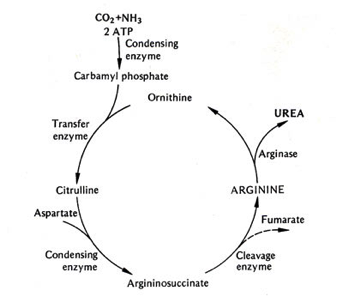 CO₂+NH₃
2 ATP
Condensing
enzyme
Carbamyl phosphate
Ornithine
UREA
Transfer
enzyme
Arginase
Citrulline
ARGININE
Aspartate
Fumarate
Condensing
enzyme
Cleavage
enzyme
Argininosuccinate